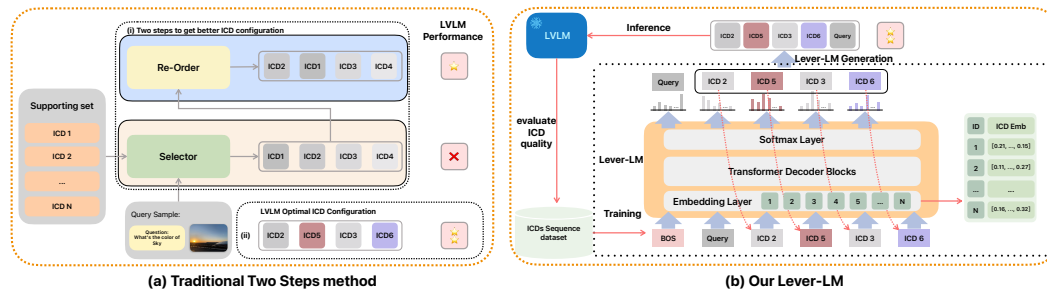 (i) Two steps to get better ICD configuration
LVLM
Performance
Re-Order
ICD2 ICD1 ICD3 ICD4
Supporting set
ICD 1
ICD 2
...
ICD N
Selector
ICD1 ICD2 ICD3 ICD4
Query Sample:
Question:
What's the color of
Sky
LVLM Optimal ICD Configuration
(ii)
ICD2 ICD5 ICD3 ICD6
(a) Traditional Two Steps method
LVLM
Inference
ICD2 ICD5 ICD3 ICD6 Query
Lever-LM Generation
Query ICD 2 ICD 5 ICD 3 ICD 6
evaluate
ICD
quality
Lever-LM
Softmax Layer
Transformer Decoder Blocks
Embedding Layer 1 2 3 4 5 ... N
ID ICD Emb
1 [0.21, ..., 0.15]
2 [0.11, ..., 0.27]
... ...
N [0.16, ..., 0.32]
Training
ICDs Sequence
dataset
BOS Query ICD 2 ICD 5 ICD 3 ICD 6
(b) Our Lever-LM